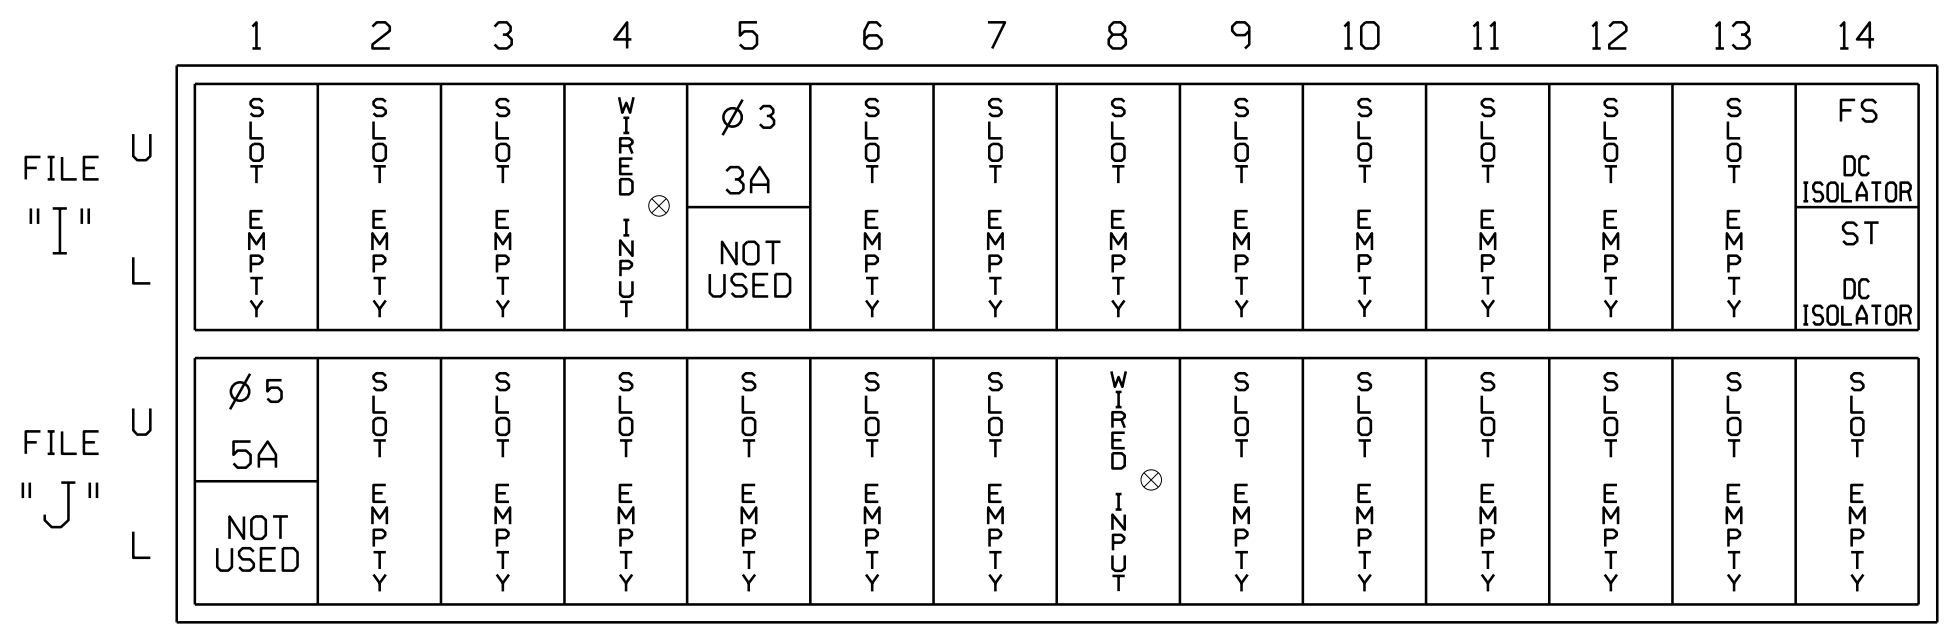 1 2 3 4 5 6 7 8 9 10 11 12 13 14
FILE "I"
U
L
SLOT EMPTY
SLOT EMPTY
SLOT EMPTY
WIRED INPUT ⊗
Ø 3
3A
NOT
USED
SLOT EMPTY
SLOT EMPTY
SLOT EMPTY
SLOT EMPTY
SLOT EMPTY
SLOT EMPTY
SLOT EMPTY
SLOT EMPTY
FS
DC
ISOLATOR
ST
DC
ISOLATOR
FILE "J"
U
L
Ø 5
5A
NOT
USED
SLOT EMPTY
SLOT EMPTY
SLOT EMPTY
SLOT EMPTY
SLOT EMPTY
SLOT EMPTY
WIRED INPUT ⊗
SLOT EMPTY
SLOT EMPTY
SLOT EMPTY
SLOT EMPTY
SLOT EMPTY
SLOT EMPTY